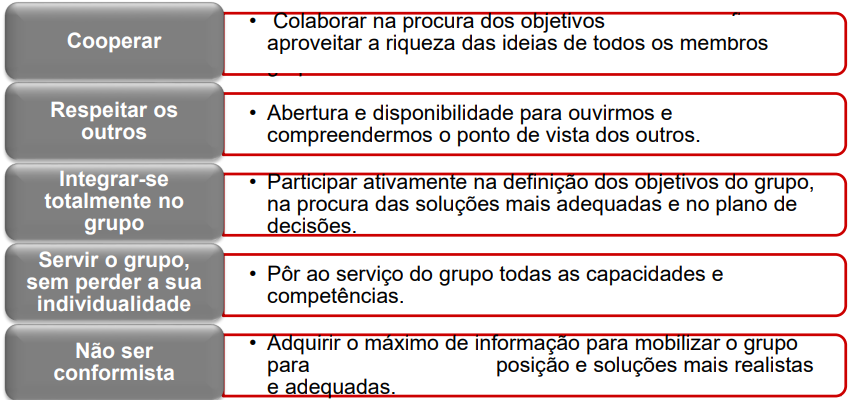 Cooperar
• Colaborar na procura dos objetivos
aproveitar a riqueza das ideias de todos os membros
Respeitar os
outros
• Abertura e disponibilidade para ouvirmos e
compreendermos o ponto de vista dos outros.
Integrar-se
totalmente no
grupo
• Participar ativamente na definição dos objetivos do grupo,
na procura das soluções mais adequadas e no plano de
decisões.
Servir o grupo,
sem perder a sua
individualidade
• Pôr ao serviço do grupo todas as capacidades e
competências.
Não ser
conformista
• Adquirir o máximo de informação para mobilizar o grupo
para posição e soluções mais realistas
e adequadas.